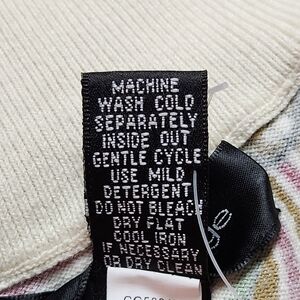 MACHINE
WASH COLD
SEPARATELY
INSIDE OUT
GENTLE CYCLE
USE MILD
DETERGENT
DO NOT BLEACH
DRY FLAT
COOL IRON
IF NECESSARY
OR DRY CLEAN